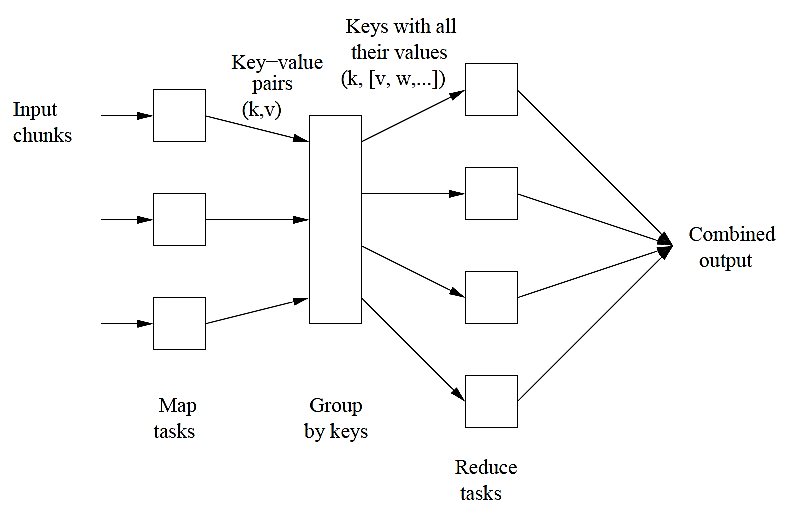 Keys with all
their values
(k, [v, w,...])
Key−value
pairs
(k,v)
Input
chunks
Combined
output
Map
tasks
Group
by keys
Reduce
tasks